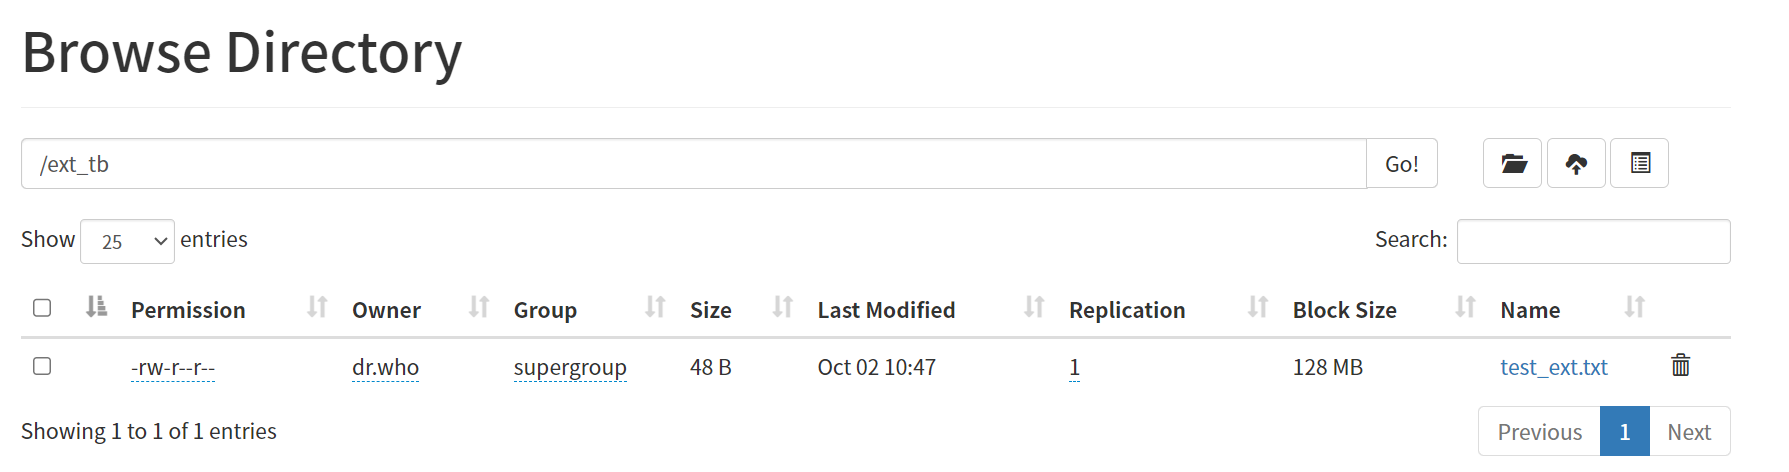 Browse Directory
/ext_tb Go!
Show 25 entries Search:
Permission Owner Group Size Last Modified Replication Block Size Name
-rw-r--r-- dr.who supergroup 48 B Oct 02 10:47 1 128 MB test_ext.txt
Showing 1 to 1 of 1 entries Previous 1 Next